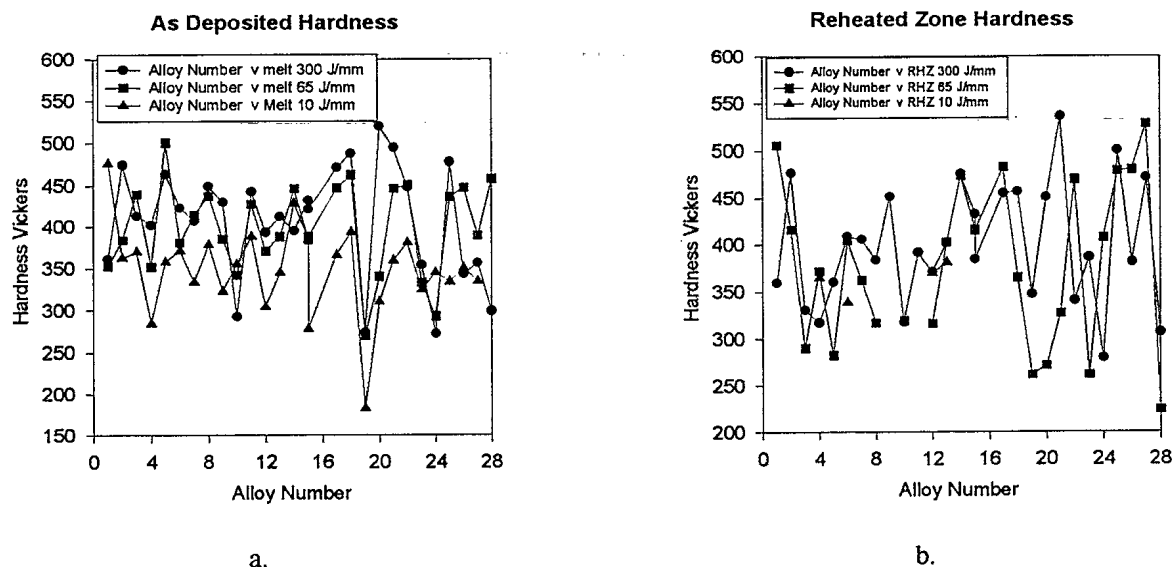 As Deposited Hardness
Alloy Number v melt 300 J/mm
Alloy Number v melt 65 J/mm
Alloy Number v Melt 10 J/mm
Hardness Vickers
600
550
500
450
400
350
300
250
200
150
0 4 8 12 16 20 24 28
Alloy Number
a.
Reheated Zone Hardness
Alloy Number v RHZ 300 J/mm
Alloy Number v RHZ 65 J/mm
Alloy Number v RHZ 10 J/mm
Hardness Vickers
600
550
500
450
400
350
300
250
200
0 4 8 12 16 20 24 28
Alloy Number
b.